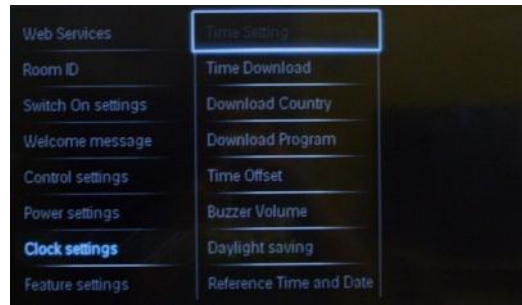 Web Services
Room ID
Switch On settings
Welcome message
Control settings
Power settings
Clock settings
Feature settings
Time Setting
Time Download
Download Country
Download Program
Time Offset
Buzzer Volume
Daylight saving
Reference Time and Date